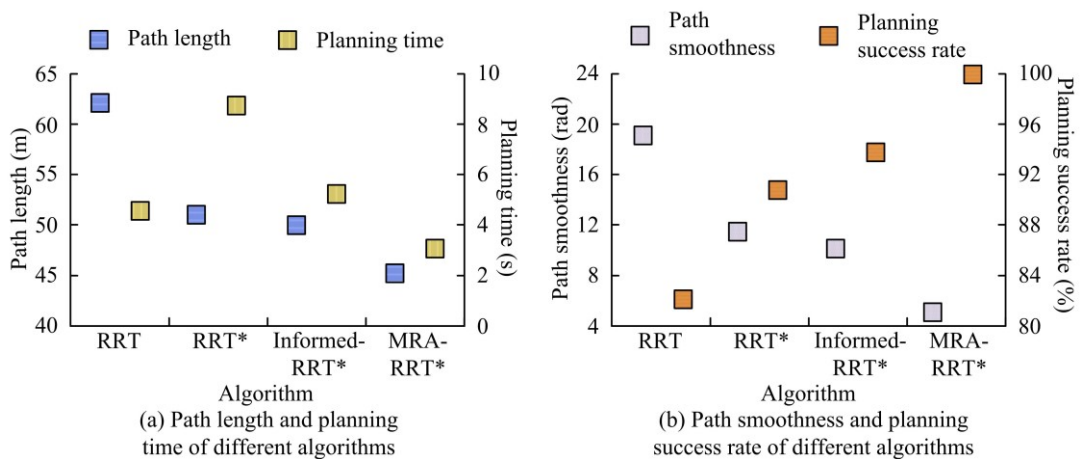 Path length
Planning time
65
60
55
50
45
40
Path length (m)
10
8
6
4
2
0
Planning time (s)
RRT
RRT*
Informed-
RRT*
MRA-
RRT*
Algorithm
(a) Path length and planning
time of different algorithms
Path
smoothness
Planning
success rate
24
20
16
12
8
4
Path smoothness (rad)
100
96
92
88
84
80
Planning
success rate (%)
RRT
RRT*
Informed-
RRT*
MRA-
RRT*
Algorithm
(b) Path smoothness and planning
success rate of different algorithms